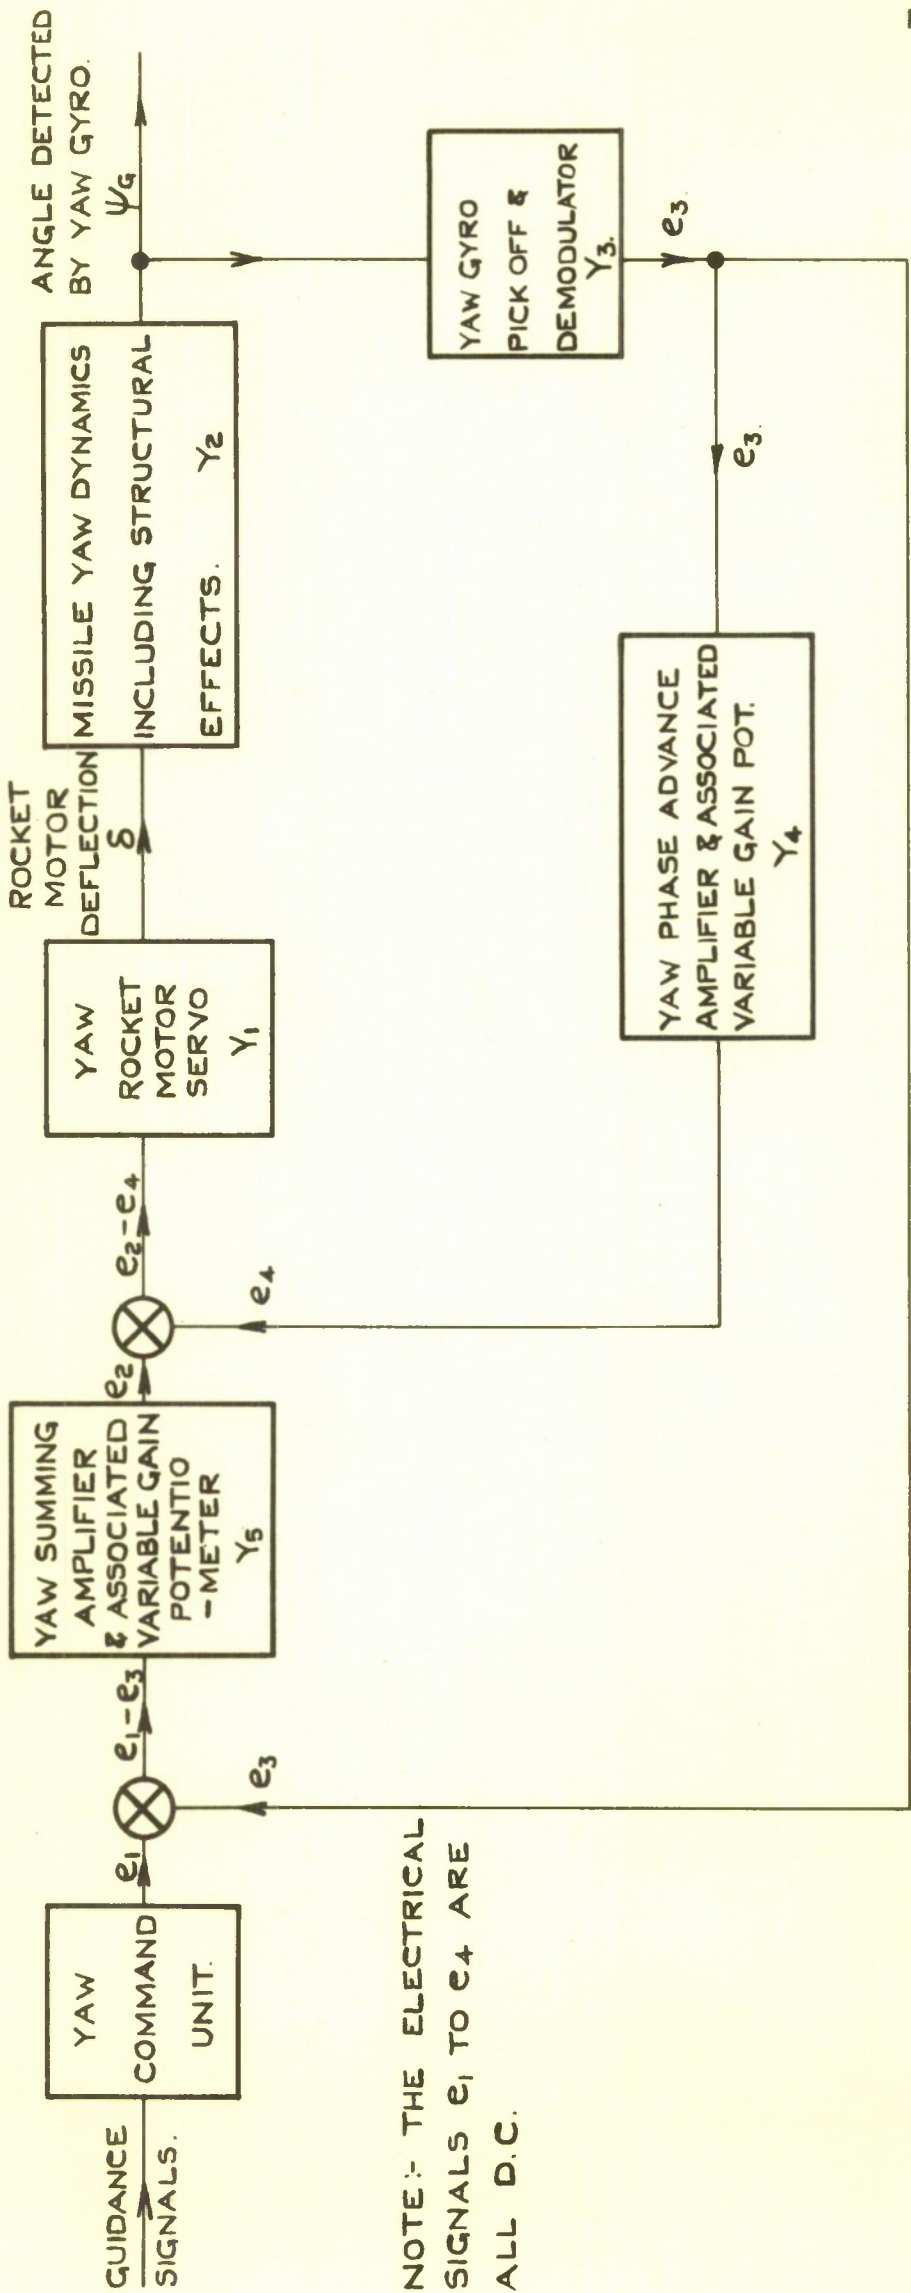 GUIDANCE
SIGNALS.
YAW
COMMAND
UNIT.
e1
e1-e3
e3
YAW SUMMING
AMPLIFIER
& ASSOCIATED
VARIABLE GAIN
POTENTIO
-METER
Y5
e2
e2-e4
e4
YAW
ROCKET
MOTOR
SERVO
Y1
ROCKET
MOTOR
DEFLECTION
δ
MISSILE YAW DYNAMICS
INCLUDING STRUCTURAL
EFFECTS. Y2
ANGLE DETECTED
BY YAW GYRO.
ψG
YAW GYRO
PICK OFF &
DEMODULATOR
Y3.
e3.
e3.
YAW PHASE ADVANCE
AMPLIFIER & ASSOCIATED
VARIABLE GAIN POT.
Y4
NOTE:- THE ELECTRICAL
SIGNALS e1 TO e4 ARE
ALL D.C.